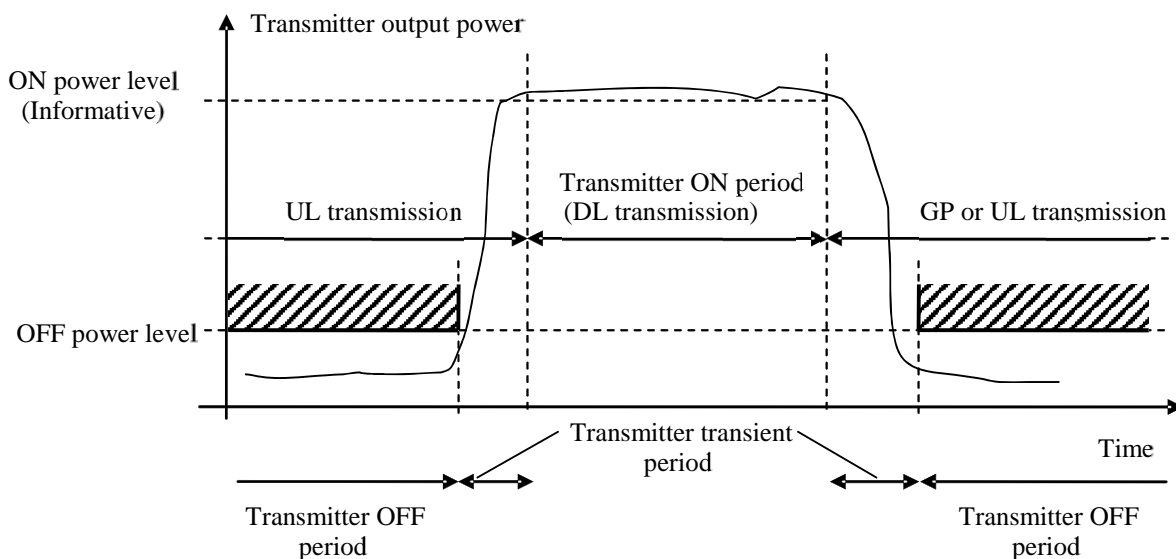 Transmitter output power
ON power level
(Informative)
Transmitter ON period
(DL transmission)
UL transmission
GP or UL transmission
OFF power level
Transmitter transient
period
Time
Transmitter OFF
period
Transmitter OFF
period